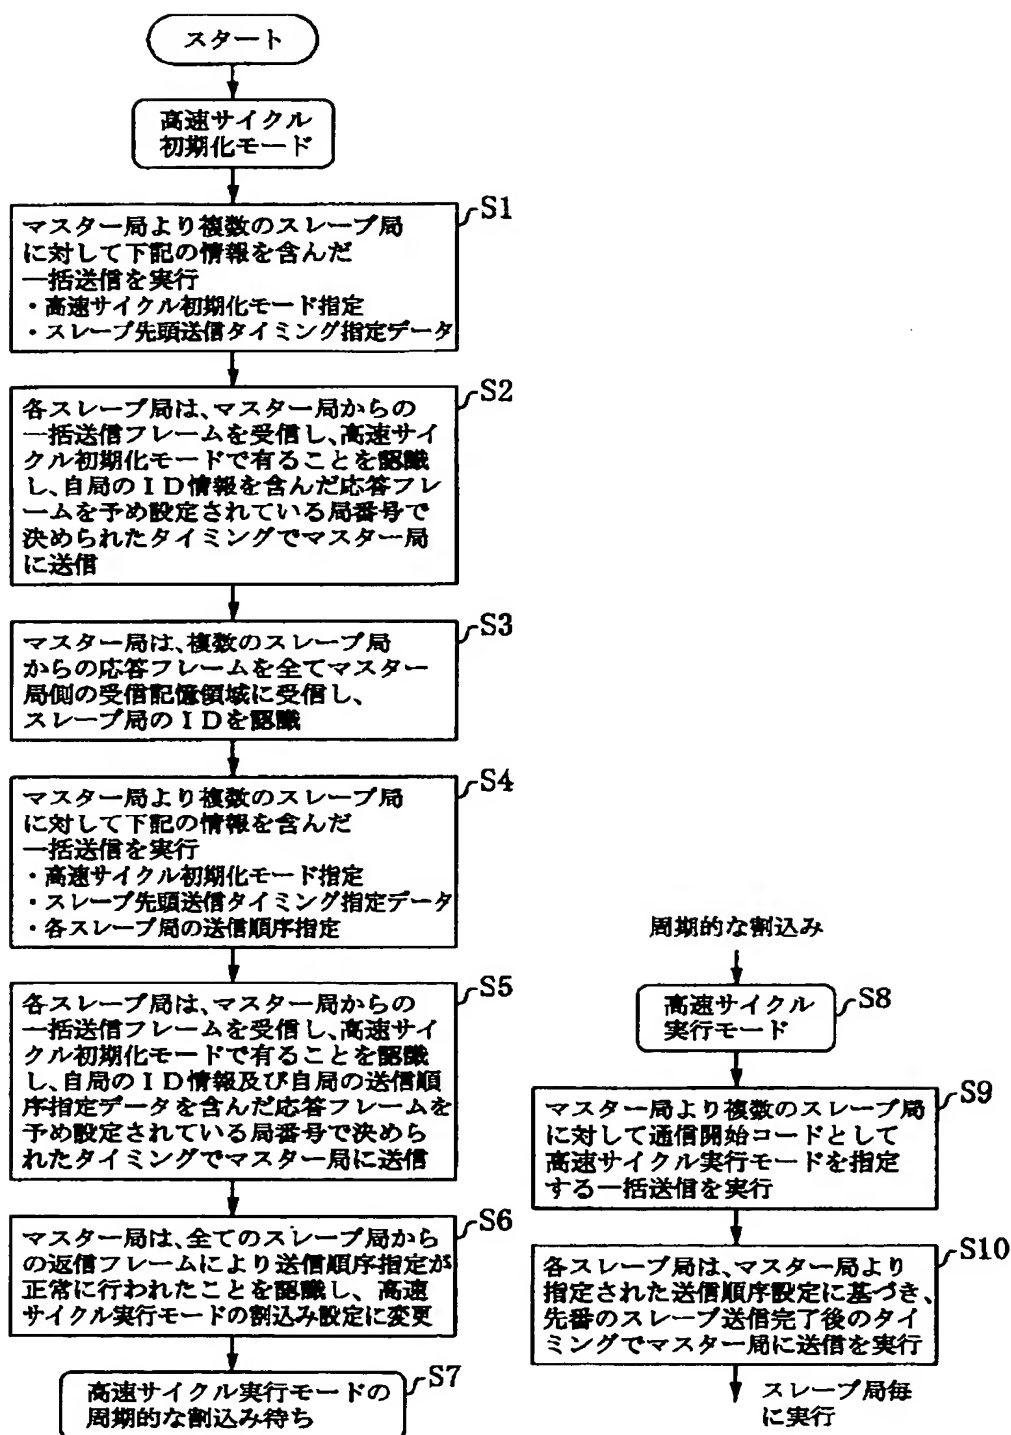 スタート
高速サイクル
初期化モード
S1
マスター局より複数のスレーブ局
に対して下記の情報を含んだ
一括送信を実行
・高速サイクル初期化モード指定
・スレーブ先頭送信タイミング指定データ
S2
各スレーブ局は、マスター局からの
一括送信フレームを受信し、高速サイ
クル初期化モードで有ることを認識
し、自局のID情報を含んだ応答フレ
ームを予め設定されている局番号で
決められたタイミングでマスター局
に送信
S3
マスター局は、複数のスレーブ局
からの応答フレームを全てマスター
局側の受信記憶領域に受信し、
スレーブ局のIDを認識
S4
マスター局より複数のスレーブ局
に対して下記の情報を含んだ
一括送信を実行
・高速サイクル初期化モード指定
・スレーブ先頭送信タイミング指定データ
・各スレーブ局の送信順序指定
S5
各スレーブ局は、マスター局からの
一括送信フレームを受信し、高速サイ
クル初期化モードで有ることを認識
し、自局のID情報及び自局の送信順
序指定データを含んだ応答フレームを
予め設定されている局番号で決めら
れたタイミングでマスター局に送信
S6
マスター局は、全てのスレーブ局から
の返信フレームにより送信順序指定が
正常に行われたことを認識し、高速
サイクル実行モードの割込み設定に変更
S7
高速サイクル実行モードの
周期的な割込み待ち
周期的な割込み
S8
高速サイクル
実行モード
S9
マスター局より複数のスレーブ局
に対して通信開始コードとして
高速サイクル実行モードを指定
する一括送信を実行
S10
各スレーブ局は、マスター局より
指定された送信順序設定に基づき、
先番のスレーブ送信完了後のタイ
ミングでマスター局に送信を実行
スレーブ局毎
に実行